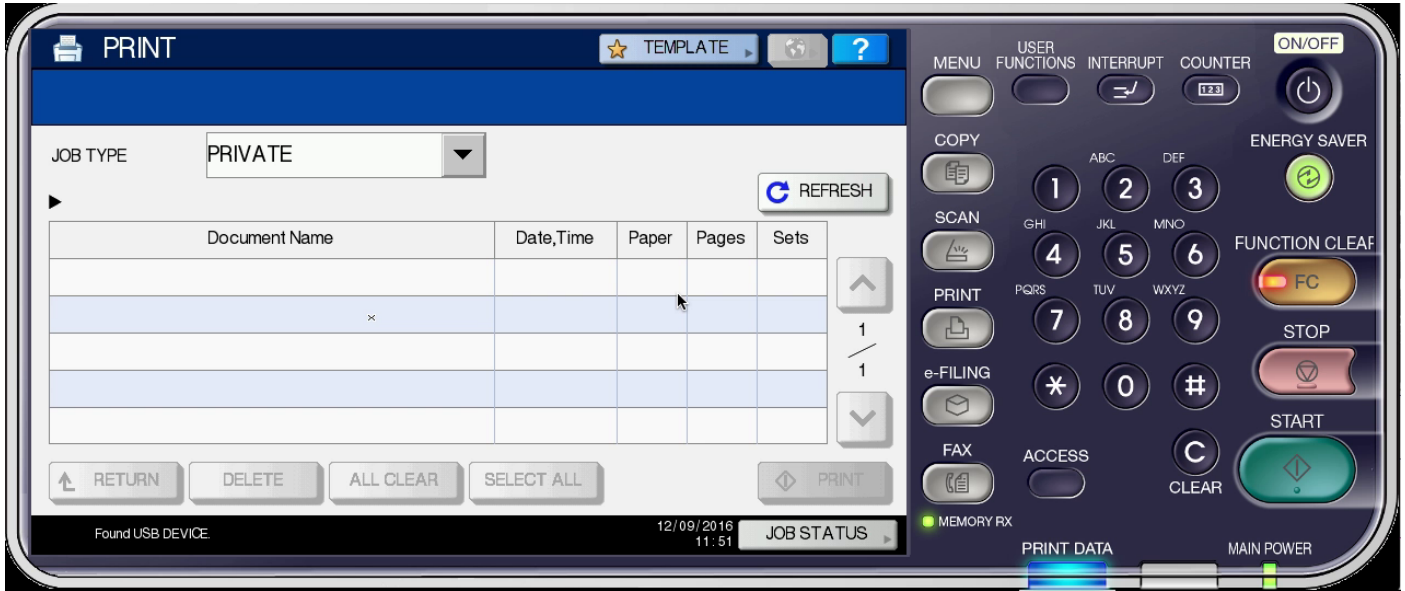 PRINT
TEMPLATE
?
JOB TYPE
PRIVATE
REFRESH
Document Name
Date,Time
Paper
Pages
Sets
1
1
RETURN
DELETE
ALL CLEAR
SELECT ALL
PRINT
Found USB DEVICE.
12/09/2016
11:51
JOB STATUS
MENU
USER
FUNCTIONS
INTERRUPT
COUNTER
123
ON/OFF
COPY
ENERGY SAVER
ABC
DEF
1
2
3
SCAN
GHI
JKL
MNO
4
5
6
FUNCTION CLEAR
FC
PRINT
PQRS
TUV
WXYZ
7
8
9
STOP
e-FILING
*
0
#
START
FAX
ACCESS
C
CLEAR
MEMORY RX
PRINT DATA
MAIN POWER